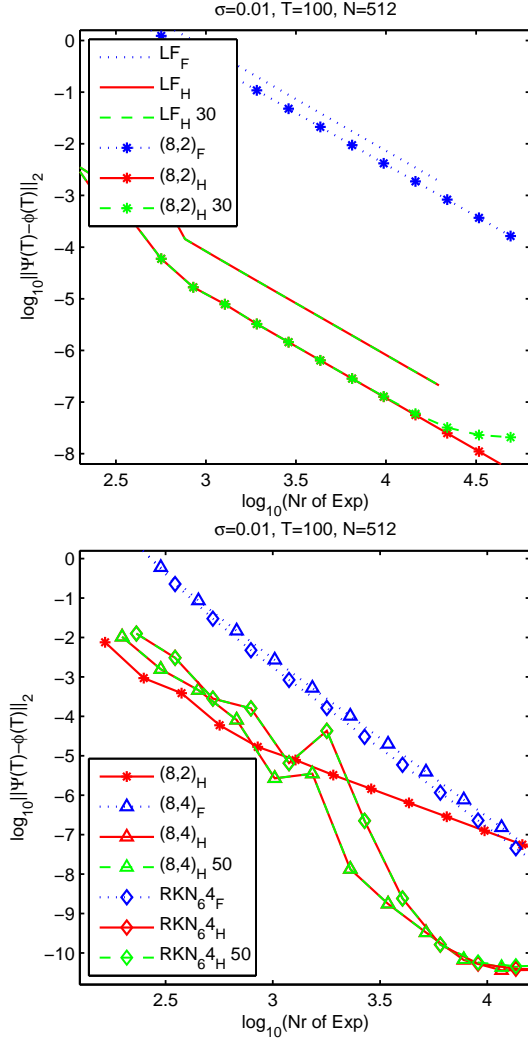 σ=0.01, T=100, N=512
0
-1
-2
-3
-4
-5
-6
-7
-8
log10||Ψ(T)-ϕ(T)||2
LFF
LFH
LFH 30
(8,2)F
(8,2)H
(8,2)H 30
2.5 3 3.5 4 4.5
log10(Nr of Exp)
σ=0.01, T=100, N=512
0
-1
-2
-3
-4
-5
-6
-7
-8
-9
-10
log10||Ψ(T)-ϕ(T)||2
(8,2)H
(8,4)F
(8,4)H
(8,4)H 50
RKN64F
RKN64H
RKN64H 50
2.5 3 3.5 4
log10(Nr of Exp)